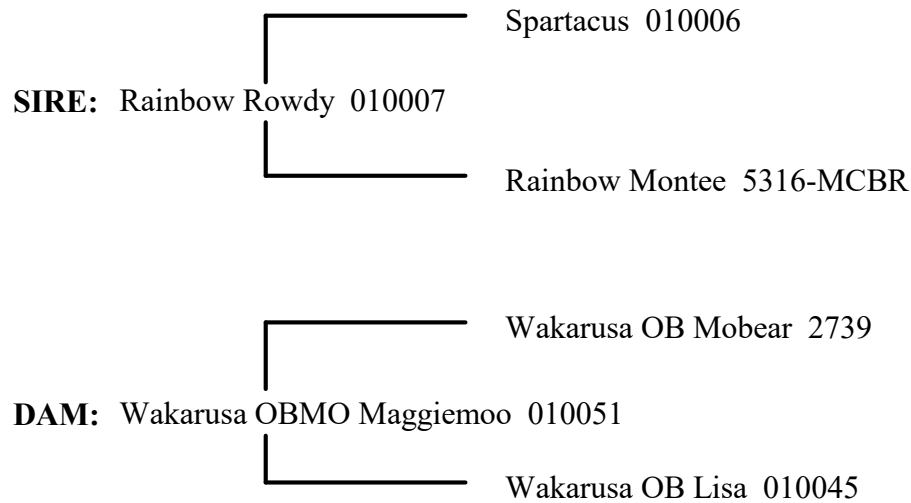 Spartacus 010006
SIRE: Rainbow Rowdy 010007
Rainbow Montee 5316-MCBR
Wakarusa OB Mobear 2739
DAM: Wakarusa OBMO Maggiemoo 010051
Wakarusa OB Lisa 010045